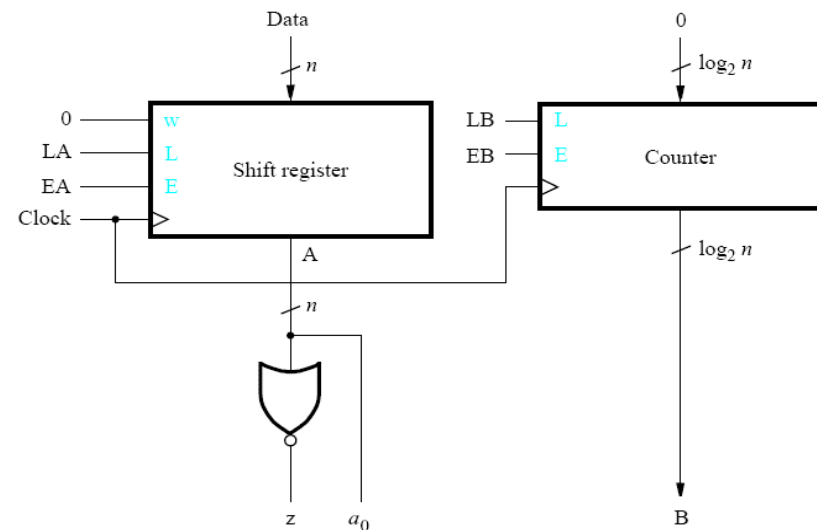 Data
0
n
log₂ n
0
w
LB
L
LA
L
Shift register
EB
E
Counter
EA
E
Clock
A
log₂ n
n
z
a₀
B